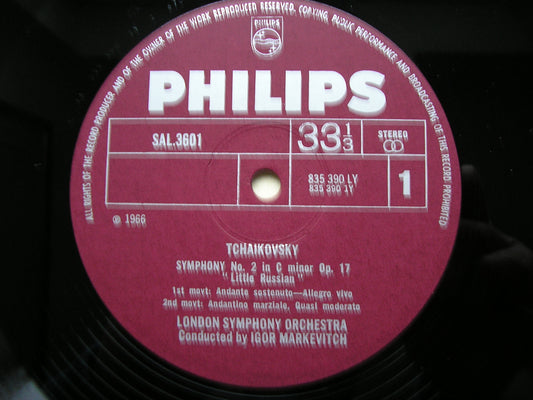 ALL RIGHTS OF THE RECORD PRODUCER AND OF THE OWNER OF THE WORK REPRODUCED RESERVED. COPYING, PUBLIC PERFORMANCE AND BROADCASTING OF THIS RECORD PROHIBITED
PHILIPS
PHILIPS
SAL.3601
33 1/3
STEREO
835 390 LY
835 390 1Y
1
℗ 1966
TCHAIKOVSKY
SYMPHONY No. 2 in C minor Op. 17
"Little Russian"
1st movt: Andante sostenuto—Allegro vivo
2nd movt: Andantino marziale, Quasi moderato
LONDON SYMPHONY ORCHESTRA
Conducted by IGOR MARKEVITCH